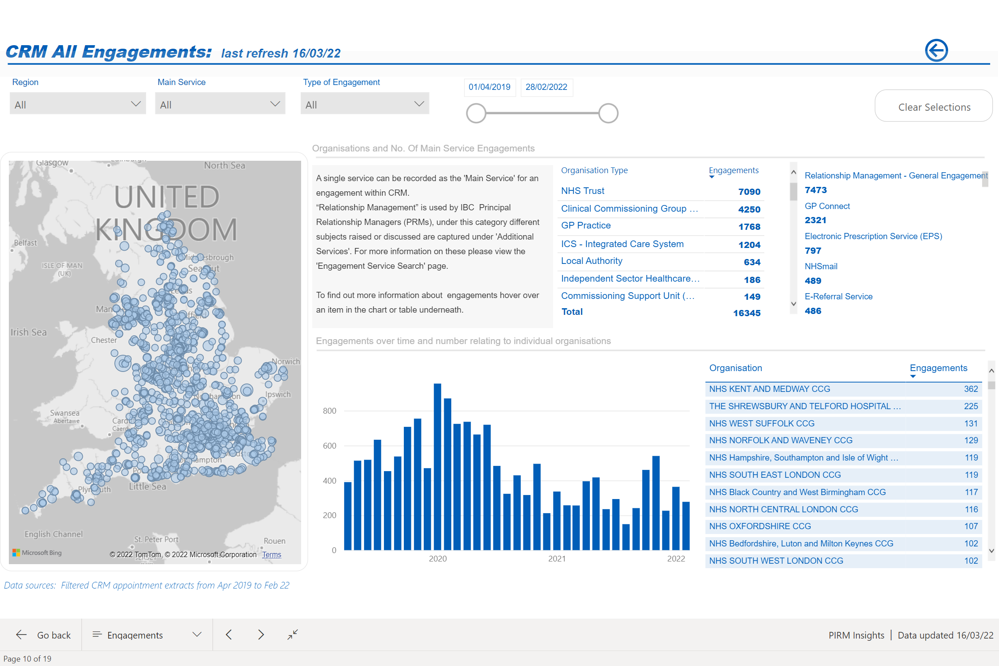 CRM All Engagements: last refresh 16/03/22
Region
Main Service
Type of Engagement
All
All
All
01/04/2019
28/02/2022
Clear Selections
Organisations and No. Of Main Service Engagements
A single service can be recorded as the 'Main Service' for an
engagement within CRM.
“Relationship Management” is used by IBC Principal
Relationship Managers (PRMs), under this category different
subjects raised or discussed are captured under 'Additional
Services'. For more information on these please view the
'Engagement Service Search' page.
To find out more information about engagements hover over
an item in the chart or table underneath.
Organisation Type Engagements
NHS Trust 7090
Clinical Commissioning Group ... 4250
GP Practice 1768
ICS - Integrated Care System 1204
Local Authority 634
Independent Sector Healthcare... 186
Commissioning Support Unit (... 149
Total 16345
Relationship Management - General Engagement
7473
GP Connect
2321
Electronic Prescription Service (EPS)
797
NHSmail
489
E-Referral Service
486
Glasgow
North Sea
UNITED
KINGDOM
Belfast
Middlesbrough
ISLE OF MAN
(UK)
Leeds
Irish Sea
Chester
Norwich
Ipswich
Swansea
Abertawe
Plymouth
Little Sea
English Channel
St. Peter Port
Rouen
Microsoft Bing
© 2022 TomTom, © 2022 Microsoft Corporation Terms
Engagements over time and number relating to individual organisations
800
600
400
200
0
2020
2021
2022
Organisation Engagements
NHS KENT AND MEDWAY CCG 362
THE SHREWSBURY AND TELFORD HOSPITAL ... 225
NHS WEST SUFFOLK CCG 131
NHS NORFOLK AND WAVENEY CCG 129
NHS Hampshire, Southampton and Isle of Wight ... 119
NHS SOUTH EAST LONDON CCG 119
NHS Black Country and West Birmingham CCG 117
NHS NORTH CENTRAL LONDON CCG 116
NHS OXFORDSHIRE CCG 107
NHS Bedfordshire, Luton and Milton Keynes CCG 102
NHS SOUTH WEST LONDON CCG 102
Data sources: Filtered CRM appointment extracts from Apr 2019 to Feb 22
Go back
Engagements
PIRM Insights | Data updated 16/03/22
Page 10 of 19